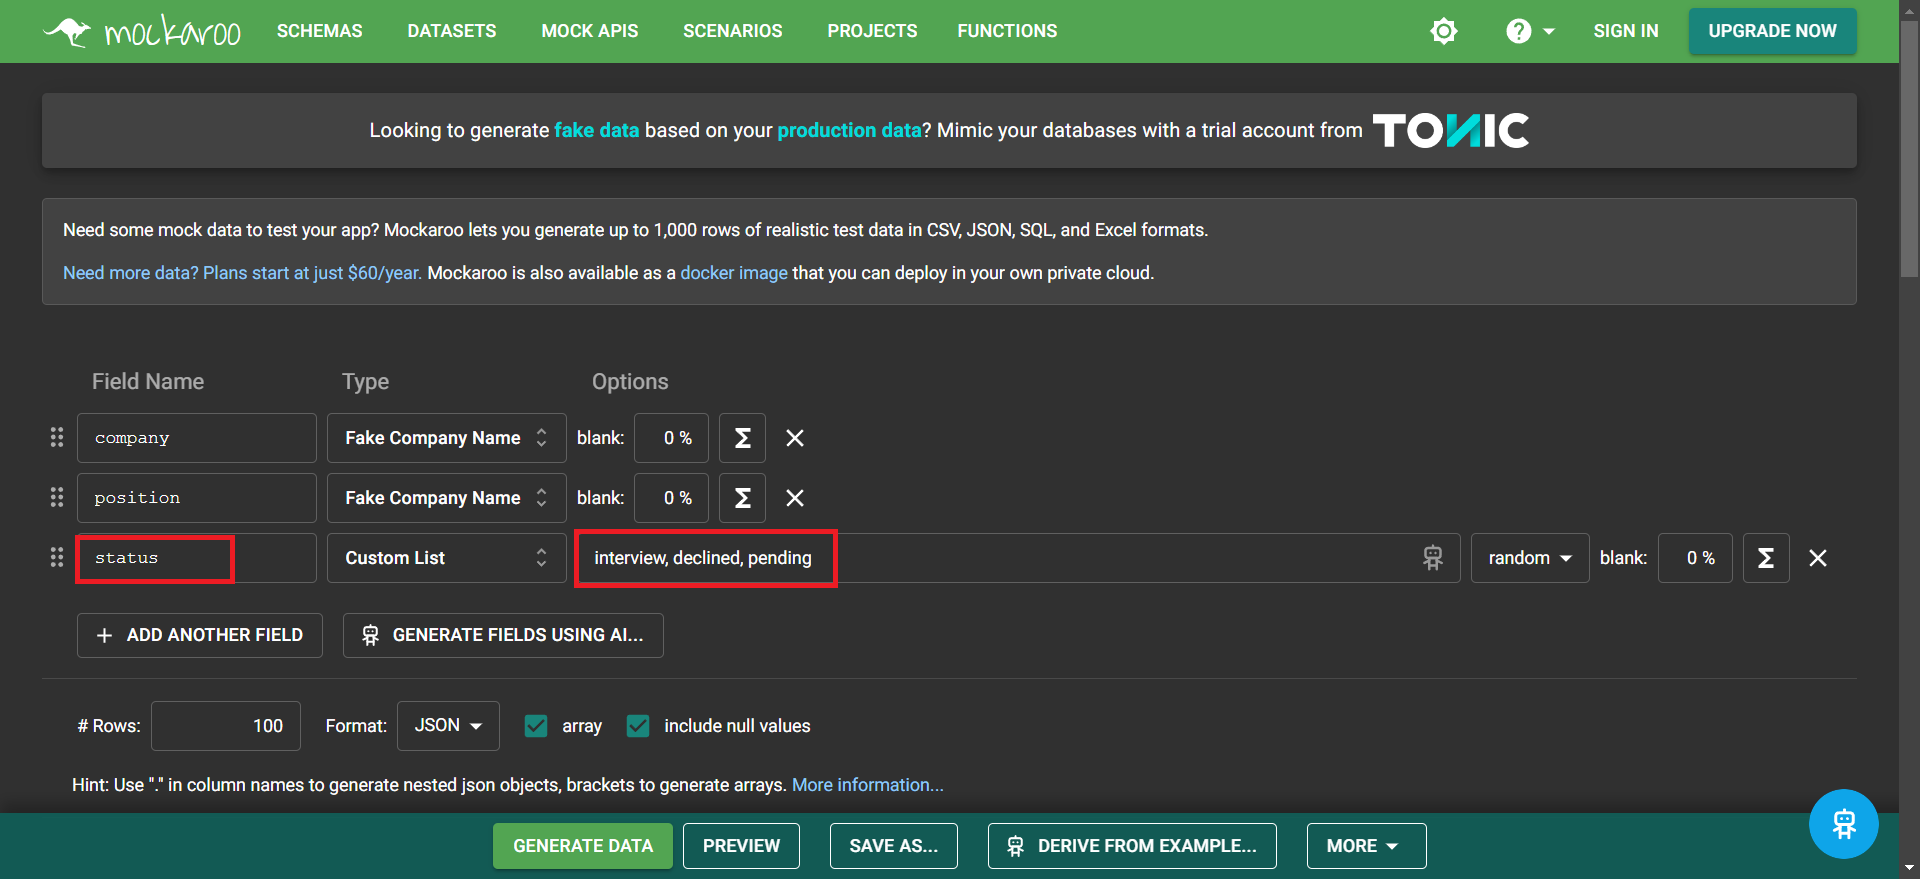 mockaroo SCHEMAS DATASETS MOCK APIS SCENARIOS PROJECTS FUNCTIONS ? SIGN IN UPGRADE NOW
Looking to generate fake data based on your production data? Mimic your databases with a trial account from TONIC
Need some mock data to test your app? Mockaroo lets you generate up to 1,000 rows of realistic test data in CSV, JSON, SQL, and Excel formats.
Need more data? Plans start at just $60/year. Mockaroo is also available as a docker image that you can deploy in your own private cloud.
Field Name Type Options
company Fake Company Name blank: 0 % Σ
position Fake Company Name blank: 0 % Σ
status Custom List interview, declined, pending random blank: 0 % Σ
+ ADD ANOTHER FIELD GENERATE FIELDS USING AI...
# Rows: 100 Format: JSON array include null values
Hint: Use "." in column names to generate nested json objects, brackets to generate arrays. More information...
GENERATE DATA PREVIEW SAVE AS... DERIVE FROM EXAMPLE... MORE